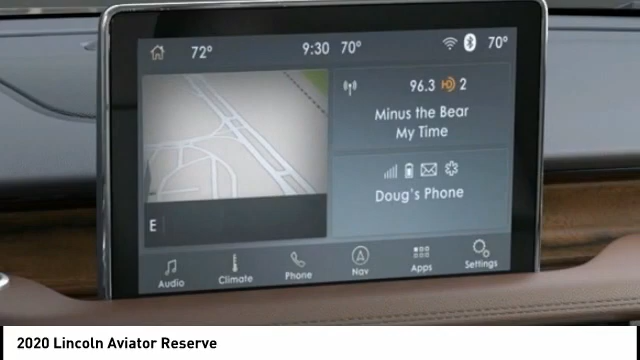 72° 9:30 70° 70°
96.3 HD 2
Minus the Bear
My Time
Doug's Phone
E
Audio Climate Phone Nav Apps Settings
2020 Lincoln Aviator Reserve